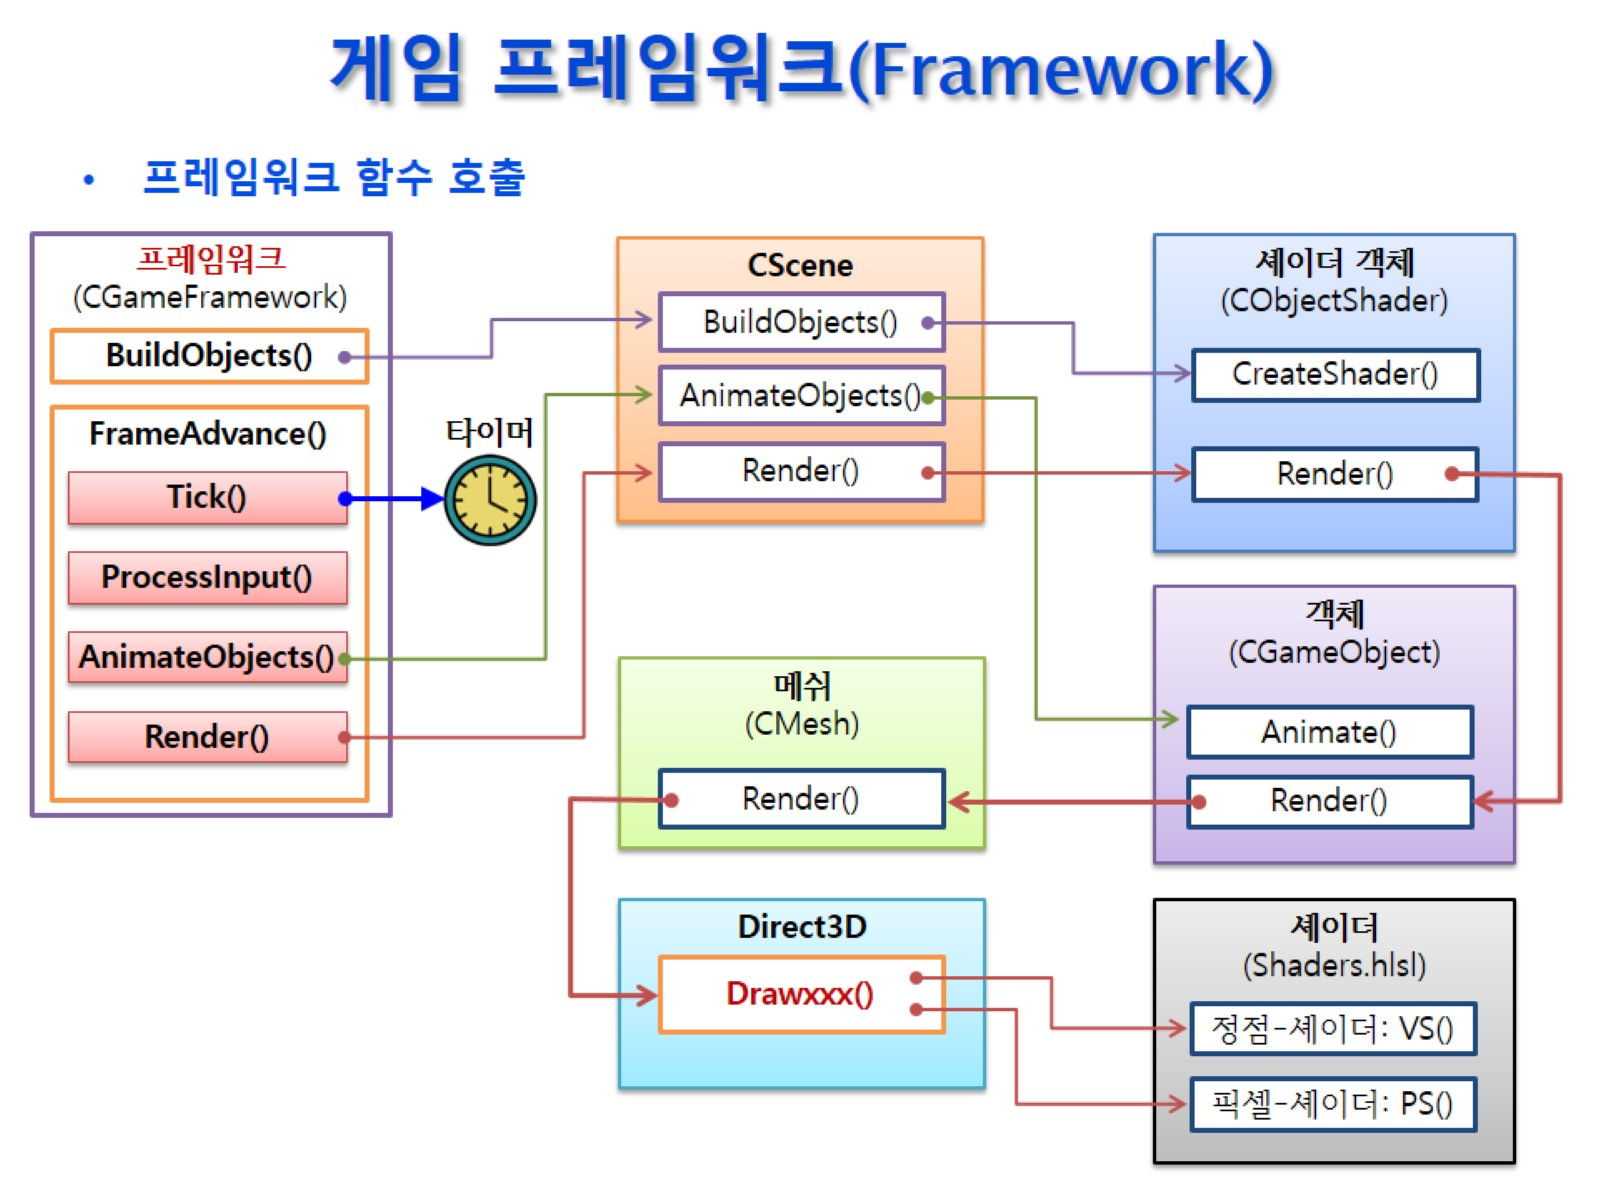 게임 프레임워크(Framework)
• 프레임워크 함수 호출
프레임워크
(CGameFramework)
BuildObjects()
FrameAdvance()
Tick()
ProcessInput()
AnimateObjects()
Render()
타이머
CScene
BuildObjects()
AnimateObjects()
Render()
셰이더 객체
(CObjectShader)
CreateShader()
Render()
객체
(CGameObject)
Animate()
Render()
메쉬
(CMesh)
Render()
Direct3D
Drawxxx()
셰이더
(Shaders.hlsl)
정점-셰이더: VS()
픽셀-셰이더: PS()